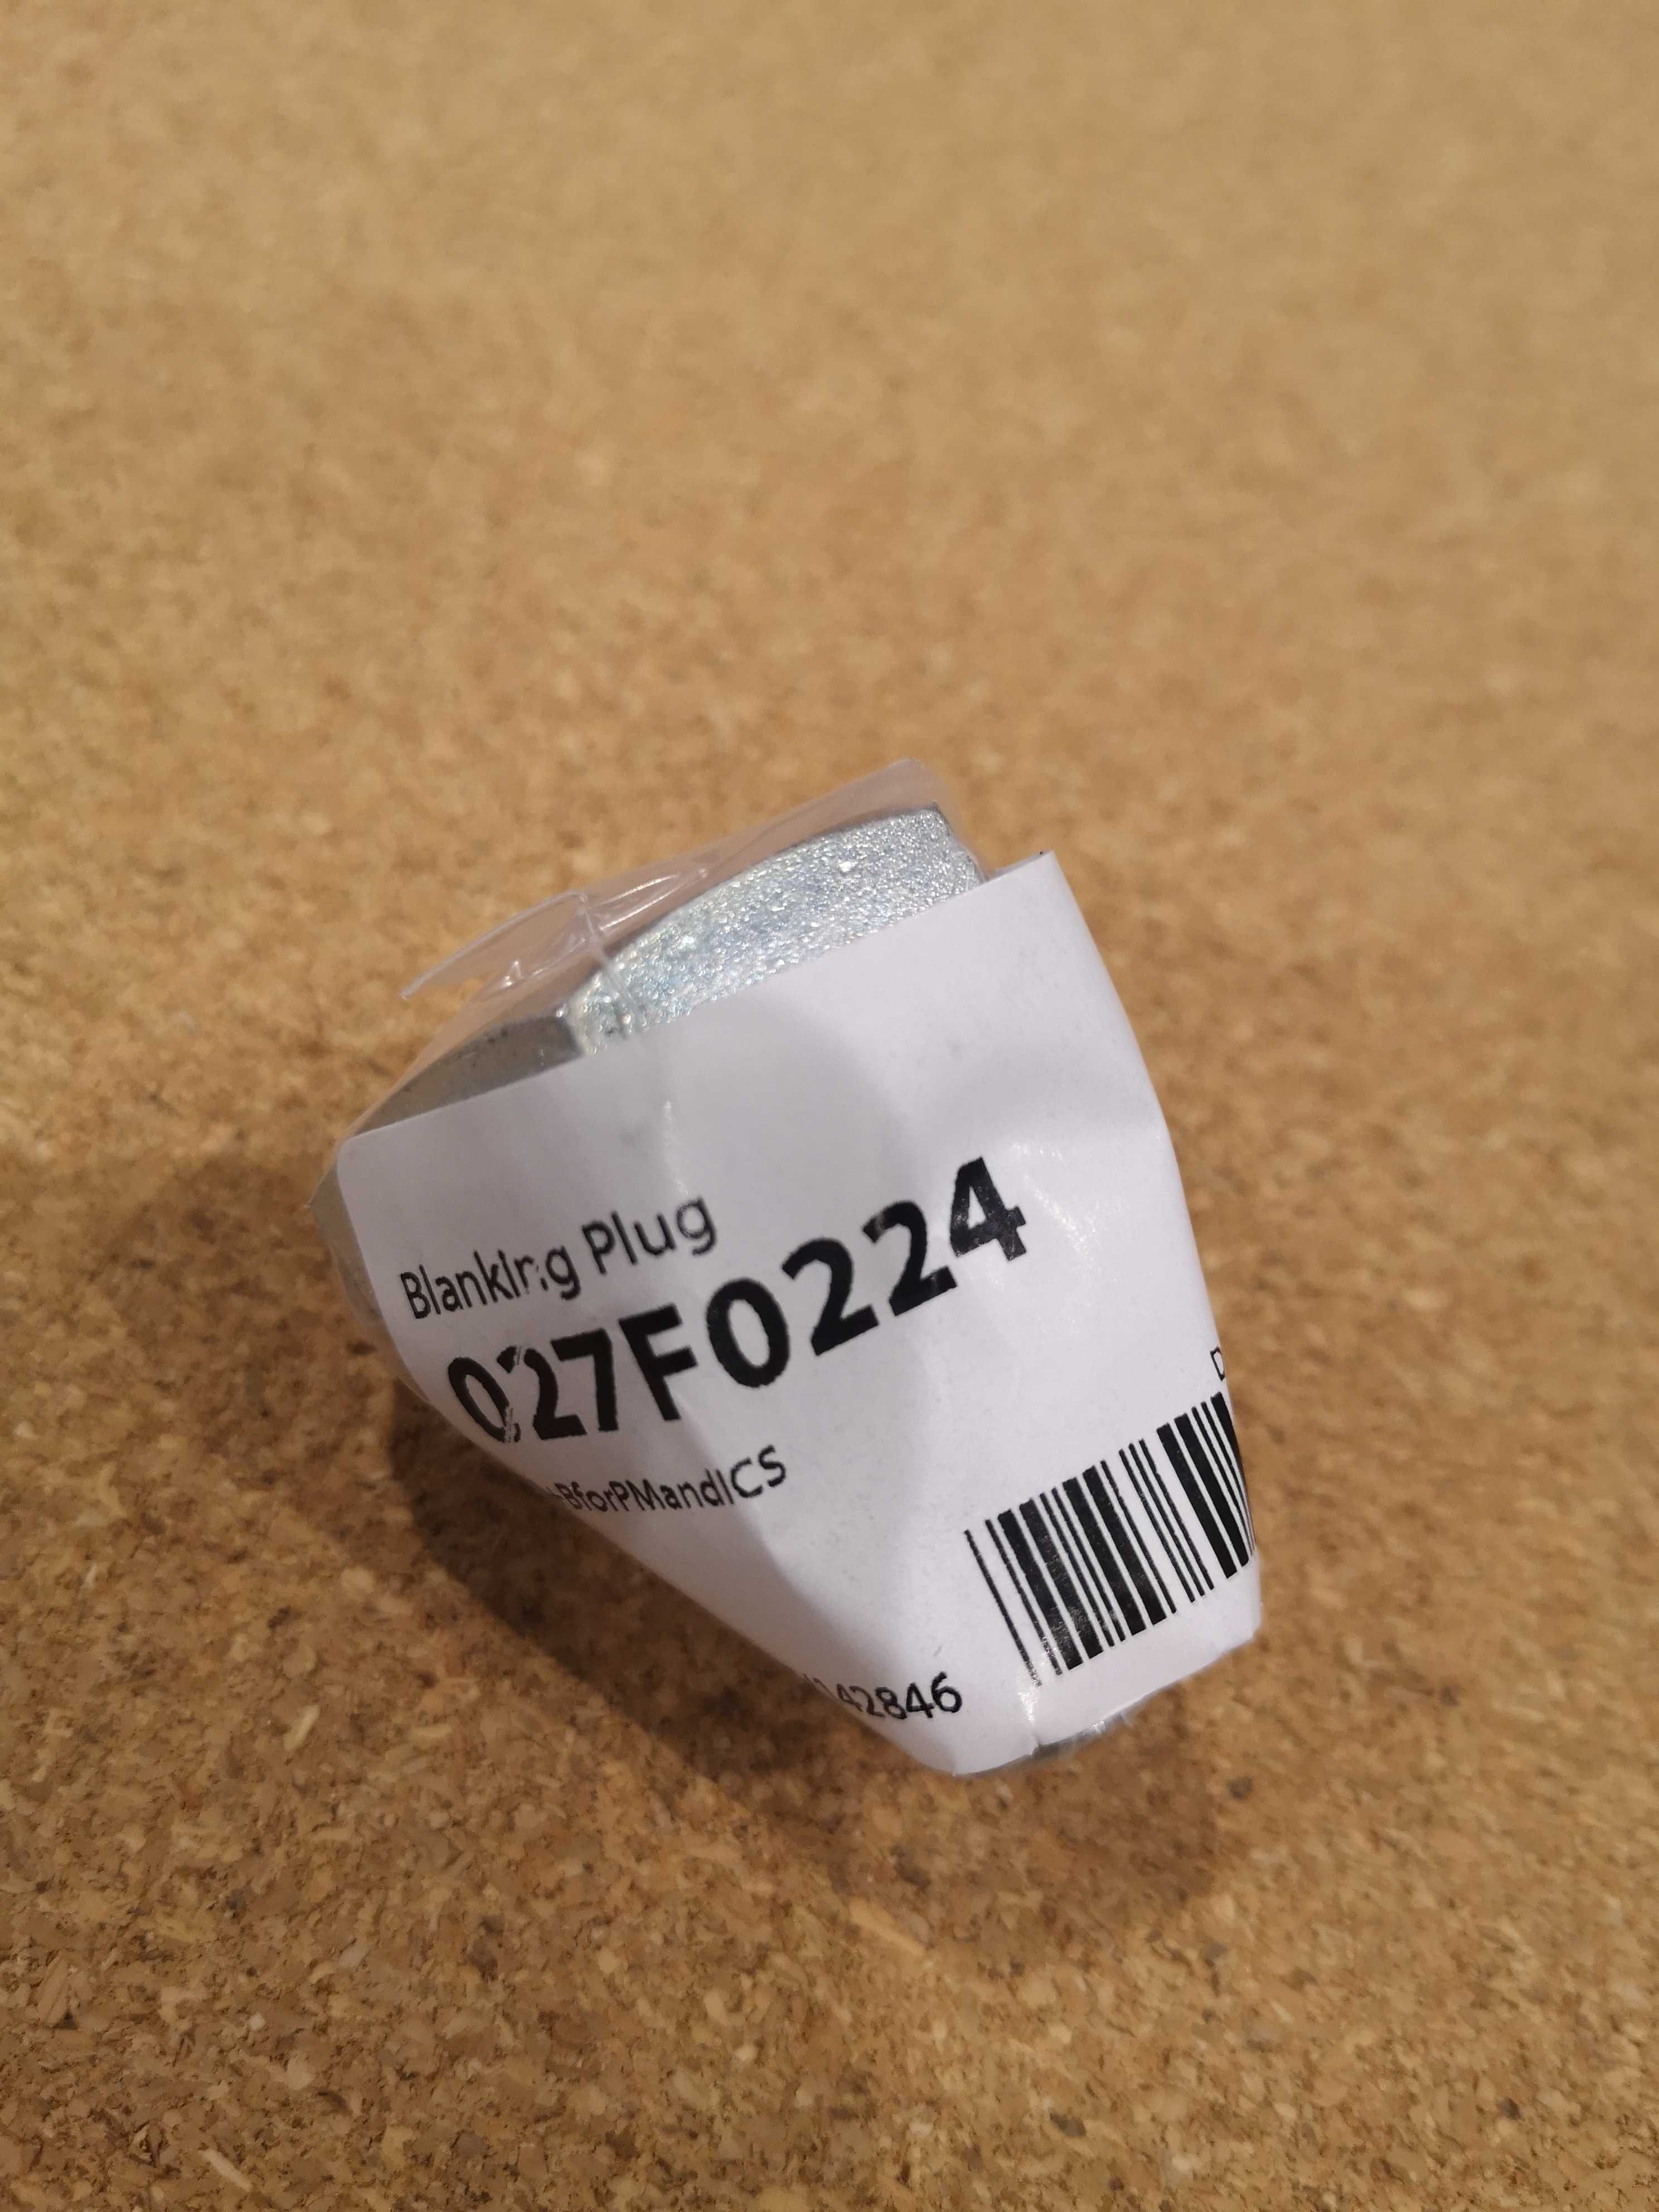 Blanking Plug
027F0224
BforPMandICS
D
42846